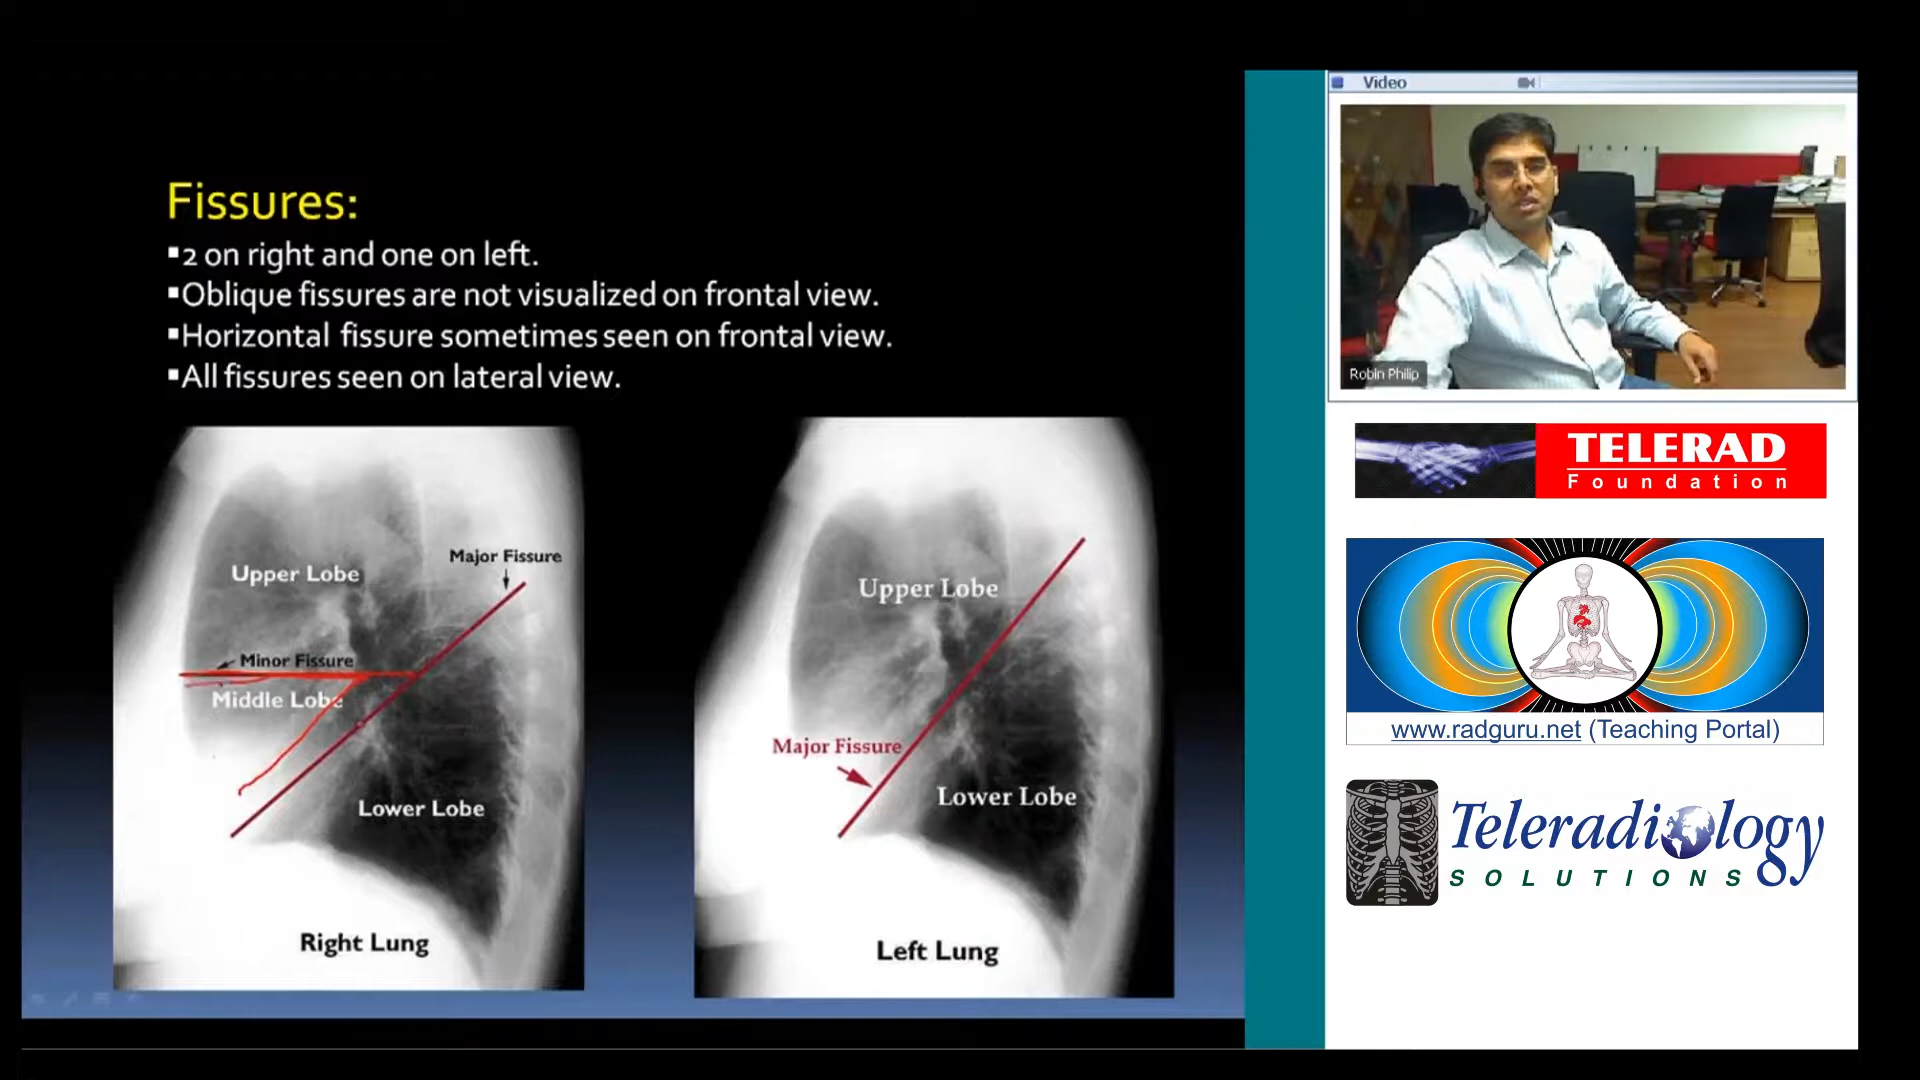 Fissures:
▪2 on right and one on left.
▪Oblique fissures are not visualized on frontal view.
▪Horizontal fissure sometimes seen on frontal view.
▪All fissures seen on lateral view.
Major Fissure
Upper Lobe
Minor Fissure
Middle Lobe
Lower Lobe
Right Lung
Upper Lobe
Major Fissure
Lower Lobe
Left Lung
Video
Robin Philip
TELERAD
Foundation
www.radguru.net (Teaching Portal)
Teleradiology
SOLUTIONS